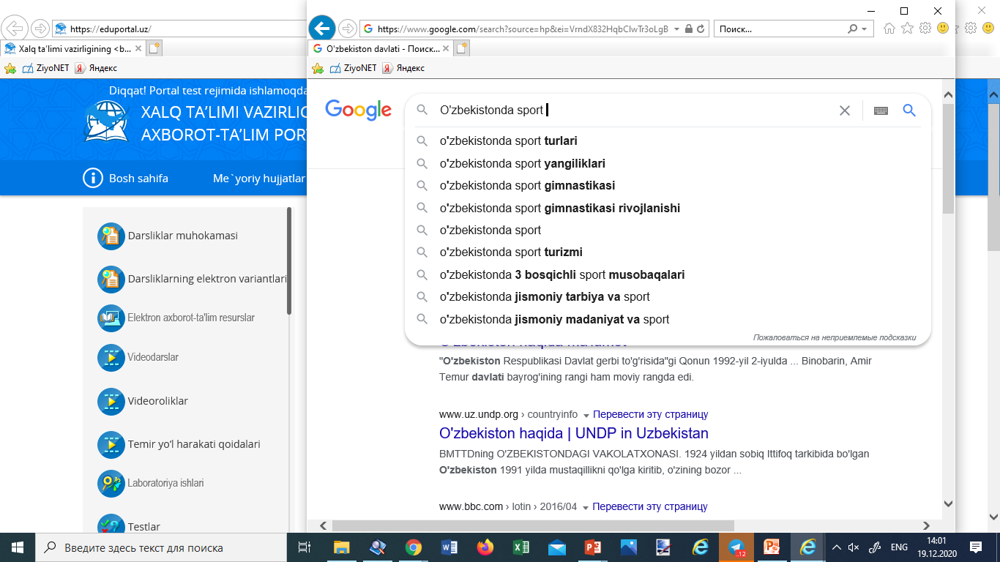 https://eduportal.uz/
Xalq ta'limi vazirligining <b...
ZiyoNET Яндекс
Diqqat! Portal test rejimida ishlamoqda
XALQ TA'LIMI VAZIRLIG
AXBOROT-TA'LIM PORT
Bosh sahifa Me`yoriy hujjatlar
Darsliklar muhokamasi
Darsliklarning elektron variantlari
Elektron axborot-ta'lim resurslar
Videodarslar
Videoroliklar
Temir yo'l harakati qoidalari
Laboratoriya ishlari
Testlar
https://www.google.com/search?source=hp&ei=VrndX832HqbClwTr3oLgB
Поиск...
O'zbekiston davlati - Поиск...
ZiyoNET Яндекс
Google
O'zbekistonda sport
o'zbekistonda sport turlari
o'zbekistonda sport yangiliklari
o'zbekistonda sport gimnastikasi
o'zbekistonda sport gimnastikasi rivojlanishi
o'zbekistonda sport
o'zbekistonda sport turizmi
o'zbekistonda 3 bosqichli sport musobaqalari
o'zbekistonda jismoniy tarbiya va sport
o'zbekistonda jismoniy madaniyat va sport
Пожаловаться на неприемлемые подсказки
O'zbekiston haqida ma'lumot
"O'zbekiston Respublikasi Davlat gerbi to'g'risida"gi Qonun 1992-yil 2-iyulda ... Binobarin, Amir
Temur davlati bayrog'ining rangi ham moviy rangda edi.
www.uz.undp.org › countryinfo Перевести эту страницу
O'zbekiston haqida | UNDP in Uzbekistan
BMTTDning O'ZBEKISTONDAGI VAKOLATXONASI. 1924 yildan sobiq Ittifoq tarkibida bo'lgan
O'zbekiston 1991 yilda mustaqillikni qo'lga kiritib, o'zining bozor ...
www.bbc.com › lotin › 2016/04 Перевести эту страницу
Введите здесь текст для поиска
..12
ENG
14:01
19.12.2020